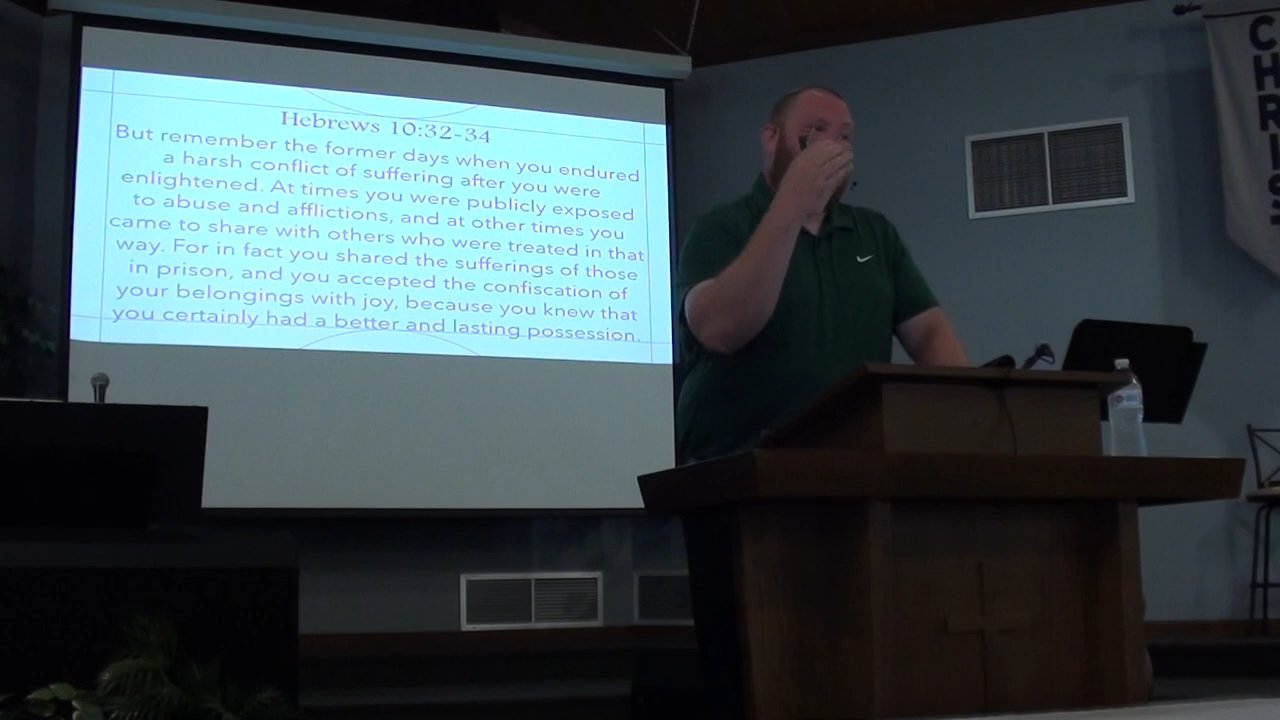 Hebrews 10:32-34
But remember the former days when you endured
a harsh conflict of suffering after you were
enlightened. At times you were publicly exposed
to abuse and afflictions, and at other times you
came to share with others who were treated in that
way. For in fact you shared the sufferings of those
in prison, and you accepted the confiscation of
your belongings with joy, because you knew that
you certainly had a better and lasting possession.
CHRIS